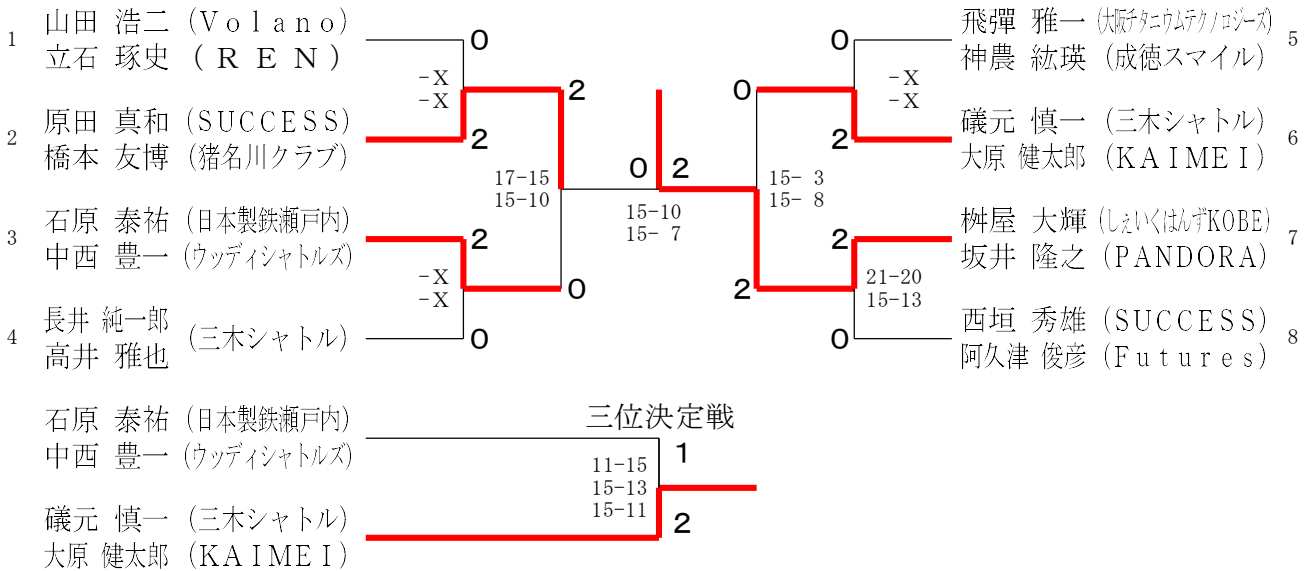 1
山田 浩二 (Volano)
立石 琢史 (REN)
0
-X
-X
2
原田 真和 (SUCCESS)
橋本 友博 (猪名川クラブ)
2
2
17-15
15-10
3
石原 泰祐 (日本製鉄瀬戸内)
中西 豊一 (ウッディシャトルズ)
2
-X
-X
0
4
長井 純一郎
高井 雅也
(三木シャトル)
0
0 2
15-10
15- 7
飛彈 雅一 (大阪チタニウムテクノロジーズ)
神農 紘瑛 (成徳スマイル)
5
0
-X
-X
0
礒元 慎一 (三木シャトル)
大原 健太郎 (KAIMEI)
6
2
15- 3
15- 8
桝屋 大輝 (しぇいくはんずKOBE)
坂井 隆之 (PANDORA)
7
2
21-20
15-13
2
西垣 秀雄 (SUCCESS)
阿久津 俊彦 (Futures)
8
0
三位決定戦
石原 泰祐 (日本製鉄瀬戸内)
中西 豊一 (ウッディシャトルズ)
1
11-15
15-13
15-11
礒元 慎一 (三木シャトル)
大原 健太郎 (KAIMEI)
2